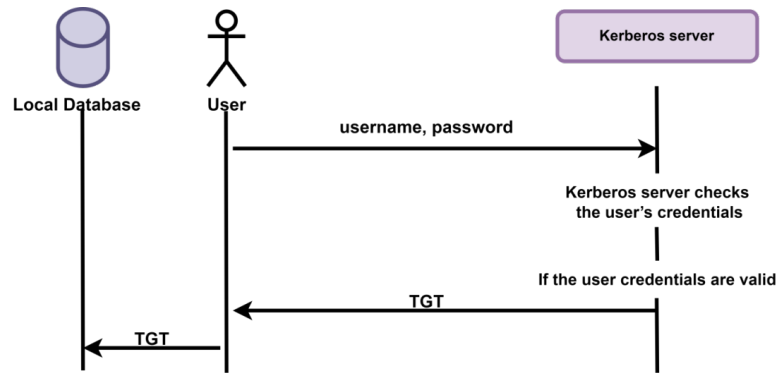 Kerberos server
Local Database
User
username, password
Kerberos server checks
the user's credentials
If the user credentials are valid
TGT
TGT